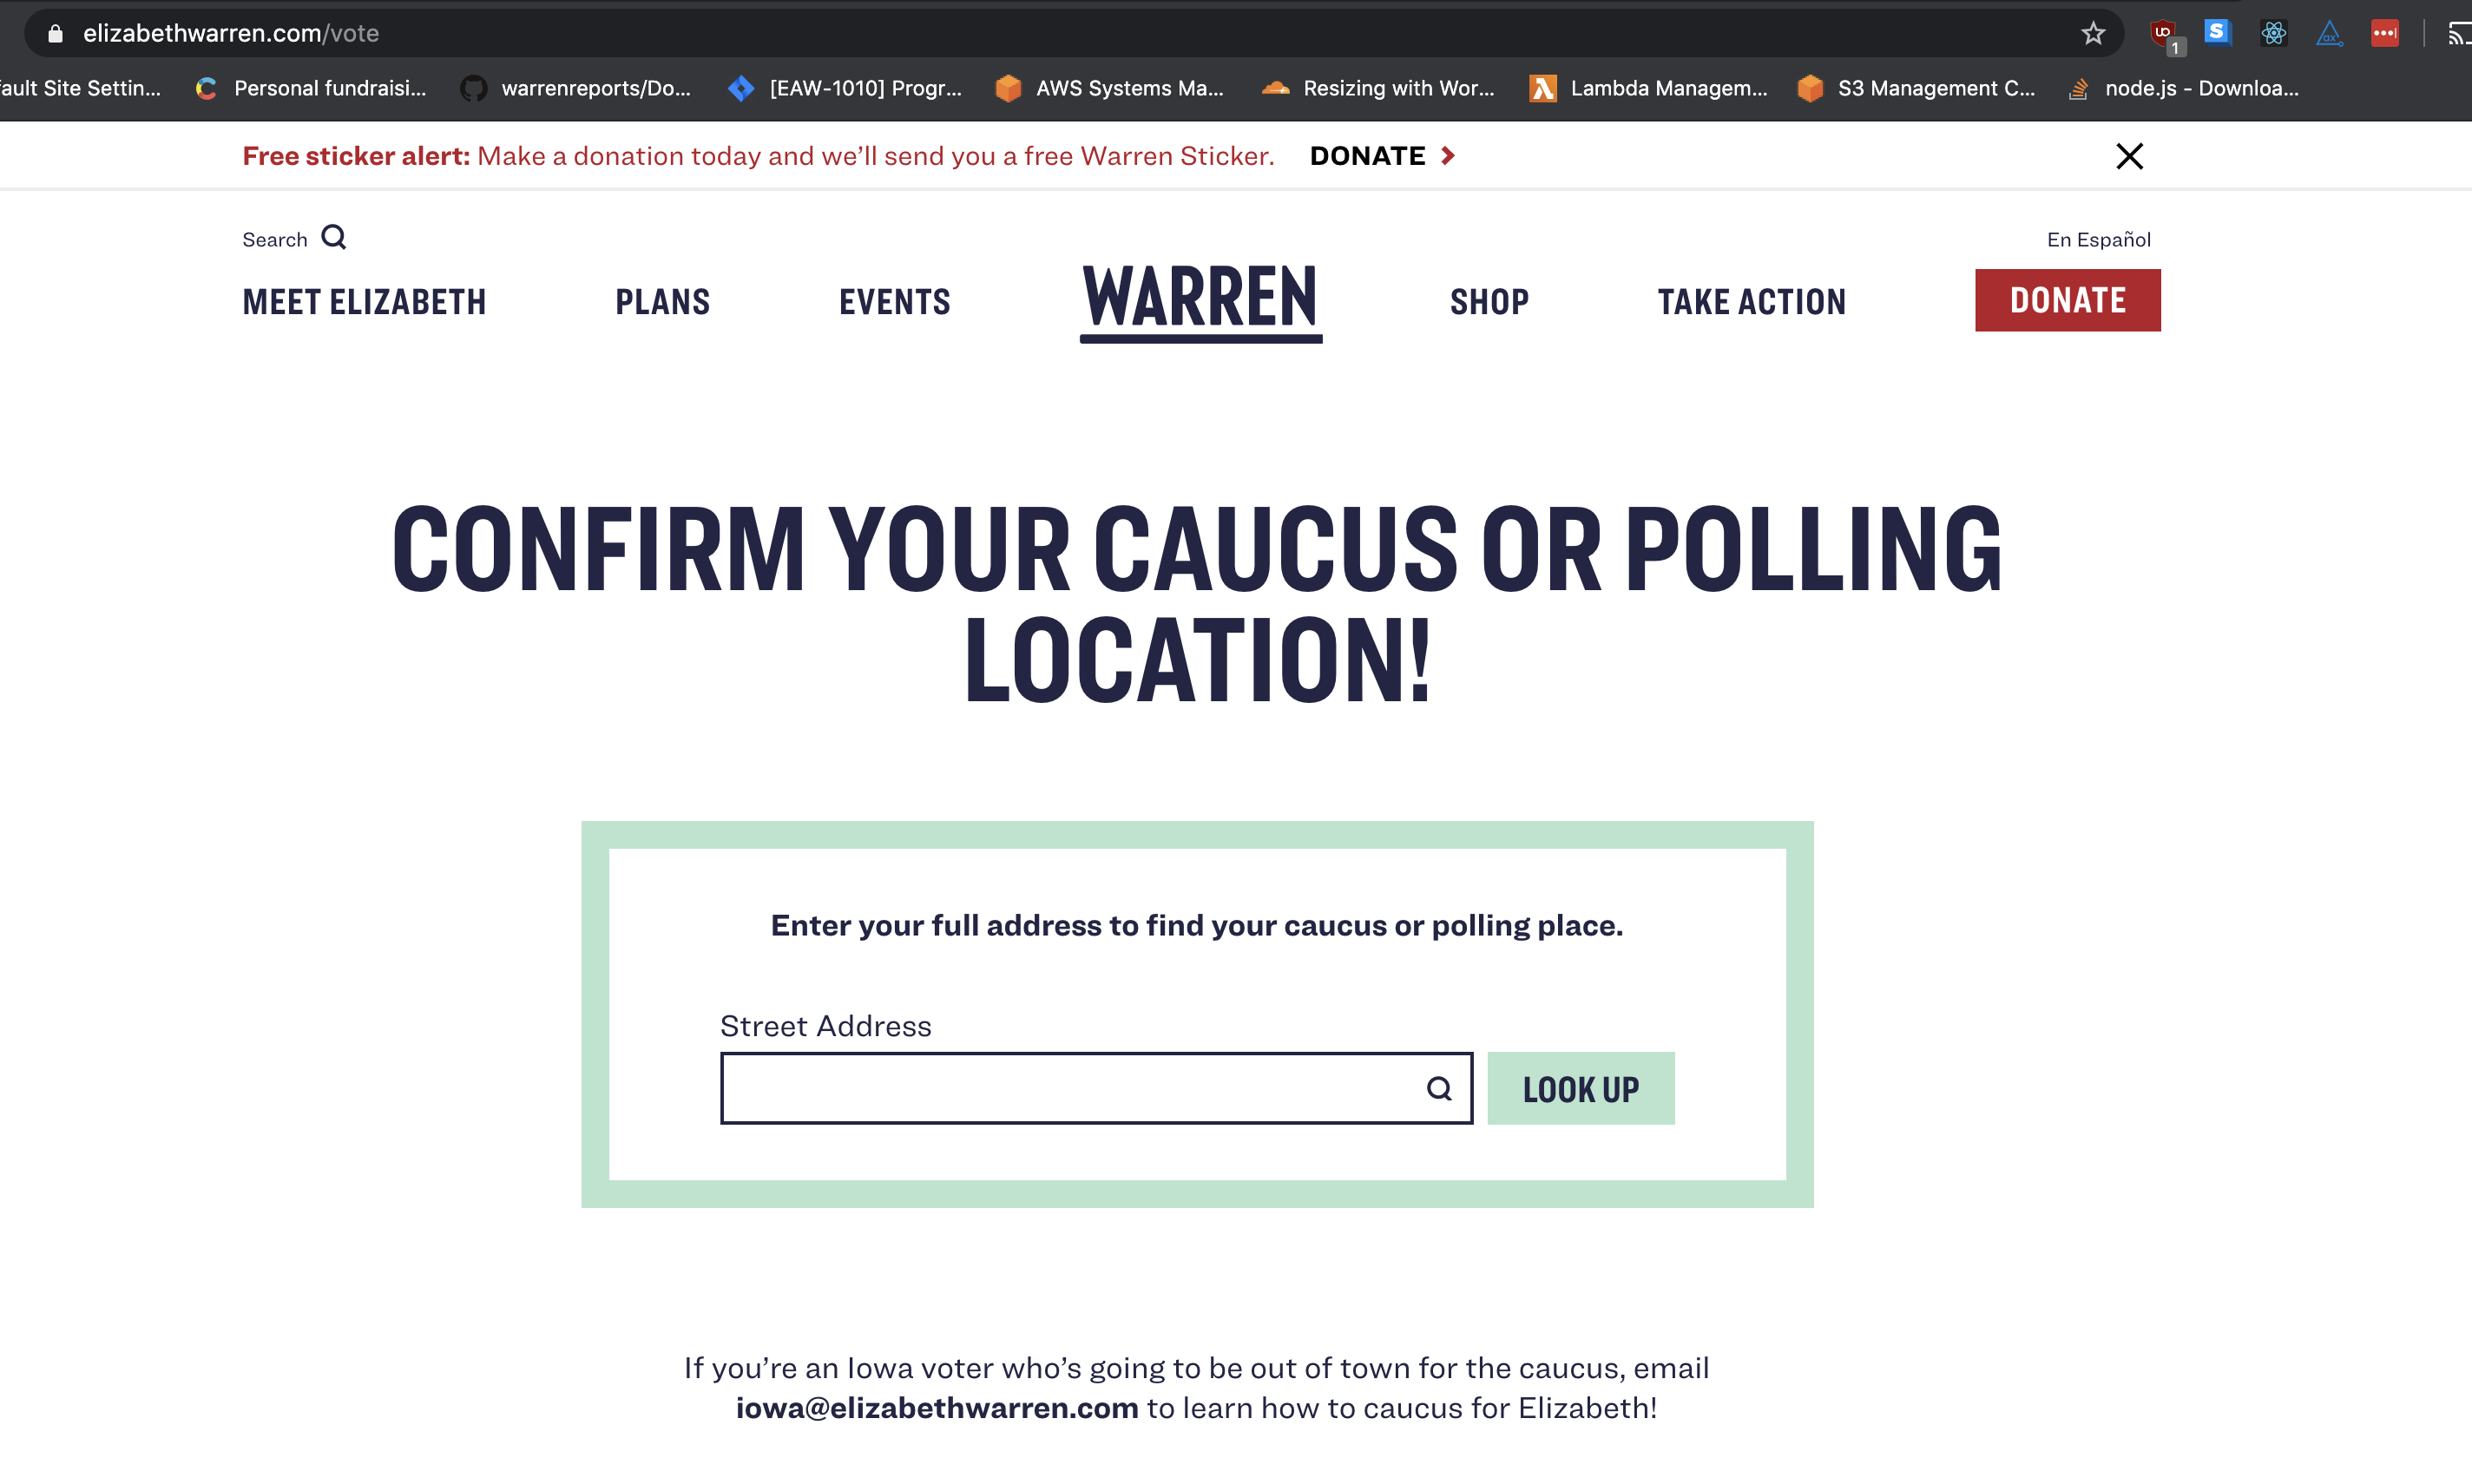 elizabethwarren.com/vote
1
ault Site Settin... Personal fundraisi... warrenreports/Do... [EAW-1010] Progr... AWS Systems Ma... Resizing with Wor... Lambda Managem... S3 Management C... node.js - Downloa...
Free sticker alert: Make a donation today and we’ll send you a free Warren Sticker. DONATE
Search En Español
MEET ELIZABETH PLANS EVENTS WARREN SHOP TAKE ACTION DONATE
CONFIRM YOUR CAUCUS OR POLLING
LOCATION!
Enter your full address to find your caucus or polling place.
Street Address
LOOK UP
If you’re an Iowa voter who’s going to be out of town for the caucus, email
iowa@elizabethwarren.com to learn how to caucus for Elizabeth!